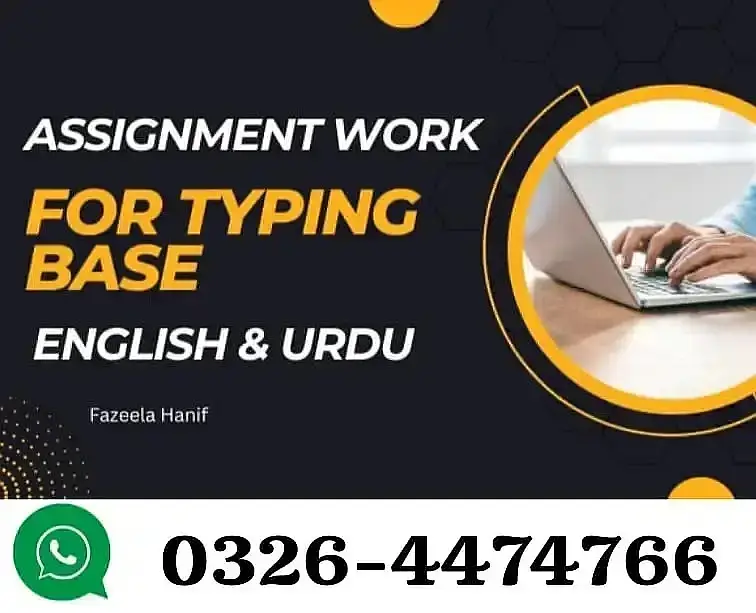 ASSIGNMENT WORK
FOR TYPING
BASE
ENGLISH & URDU
Fazeela Hanif
0326-4474766